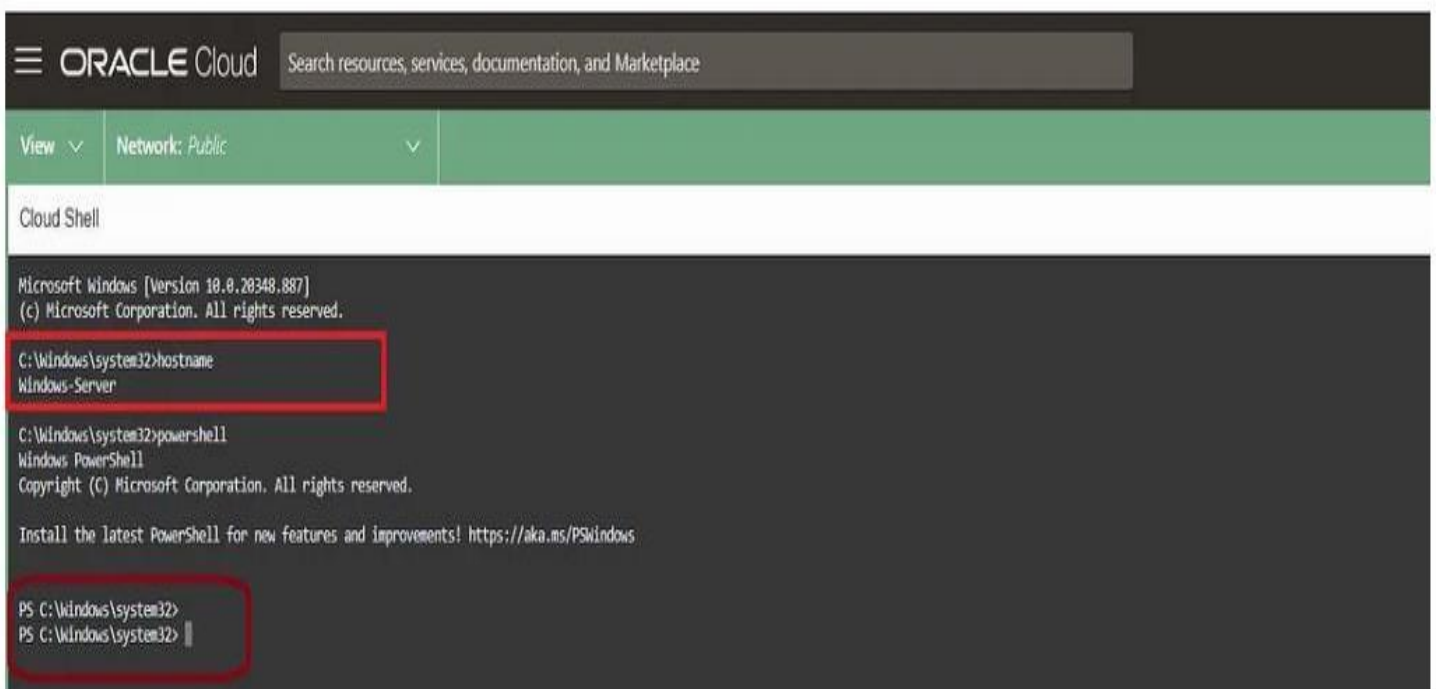 ORACLE Cloud Search resources, services, documentation, and Marketplace
View Network: Public
Cloud Shell
Microsoft Windows [Version 10.0.20348.887]
(c) Microsoft Corporation. All rights reserved.
C:\Windows\system32>hostname
Windows-Server
C:\Windows\system32>powershell
Windows PowerShell
Copyright (C) Microsoft Corporation. All rights reserved.
Install the latest PowerShell for new features and improvements! https://aka.ms/PSWindows
PS C:\Windows\system32>
PS C:\Windows\system32>